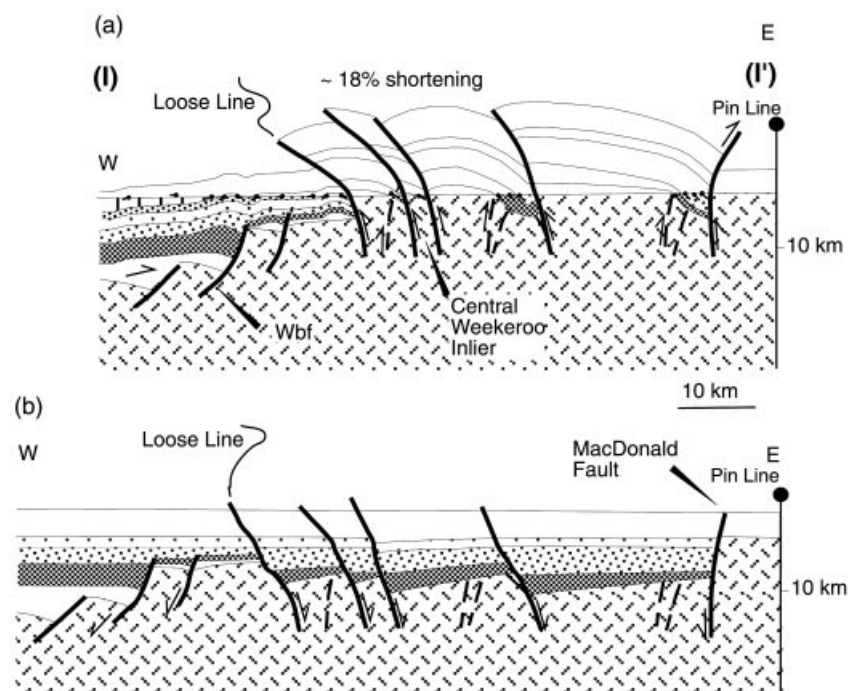 (a)
E
(I)
(I')
~ 18% shortening
Loose Line
Pin Line
W
10 km
Central
Weekeroo
Inlier
Wbf
10 km
(b)
Loose Line
MacDonald
Fault
W
E
Pin Line
10 km